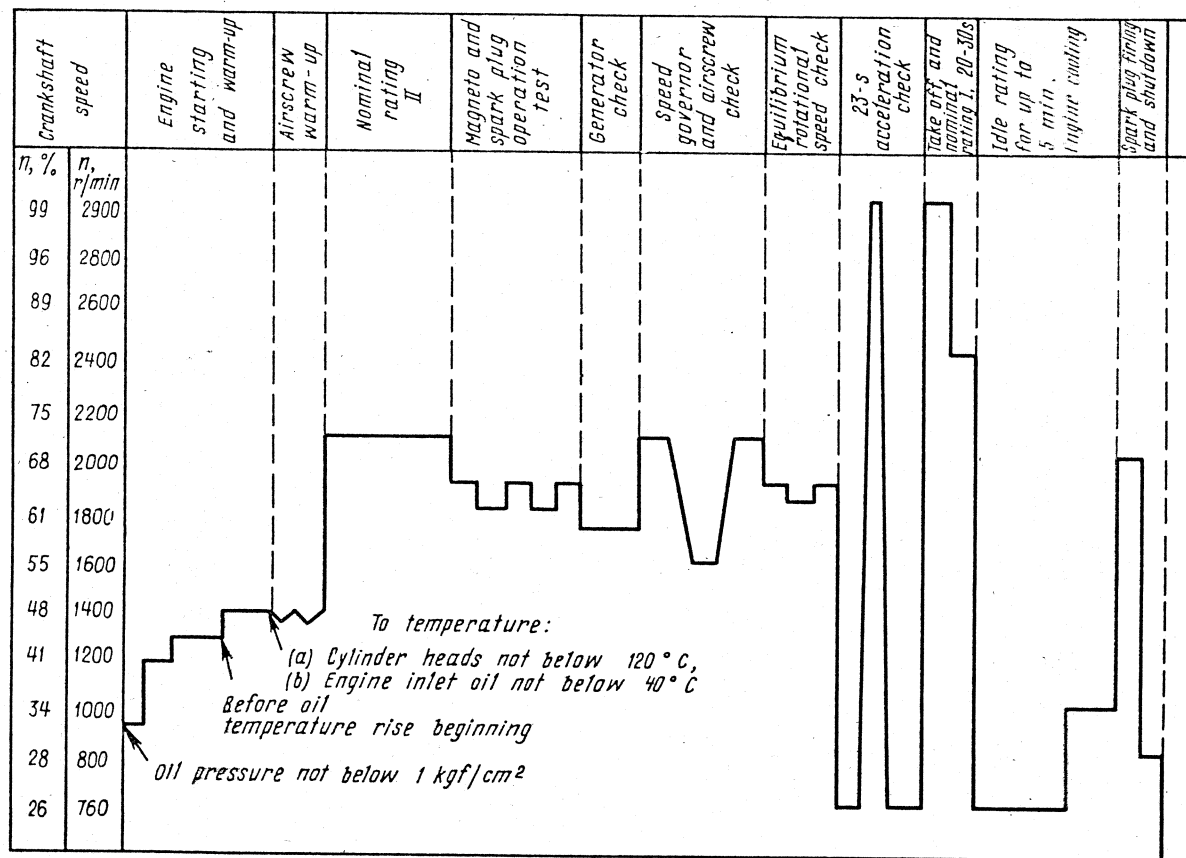 Crankshaft
speed
Engine
starting
and warm-up
Airscrew
warm-up
Nominal
rating
II
Magneto and
spark plug
operation
test
Generator
check
Speed
governor
and airscrew
check
Equilibrium
rotational
speed check
23-s
acceleration
check
Take off, and
nominal
rating I, 20-30s
Idle rating
for up to
5 min.
Engine cooling
Spark plug firing
and shutdown
n, %
n,
r/min
99 2900
96 2800
89 2600
82 2400
75 2200
68 2000
61 1800
55 1600
48 1400
41 1200
34 1000
28 800
26 760
To temperature:
(a) Cylinder heads not below 120°C,
(b) Engine inlet oil not below 40°C
Before oil
temperature rise beginning
Oil pressure not below 1 kgf/cm²